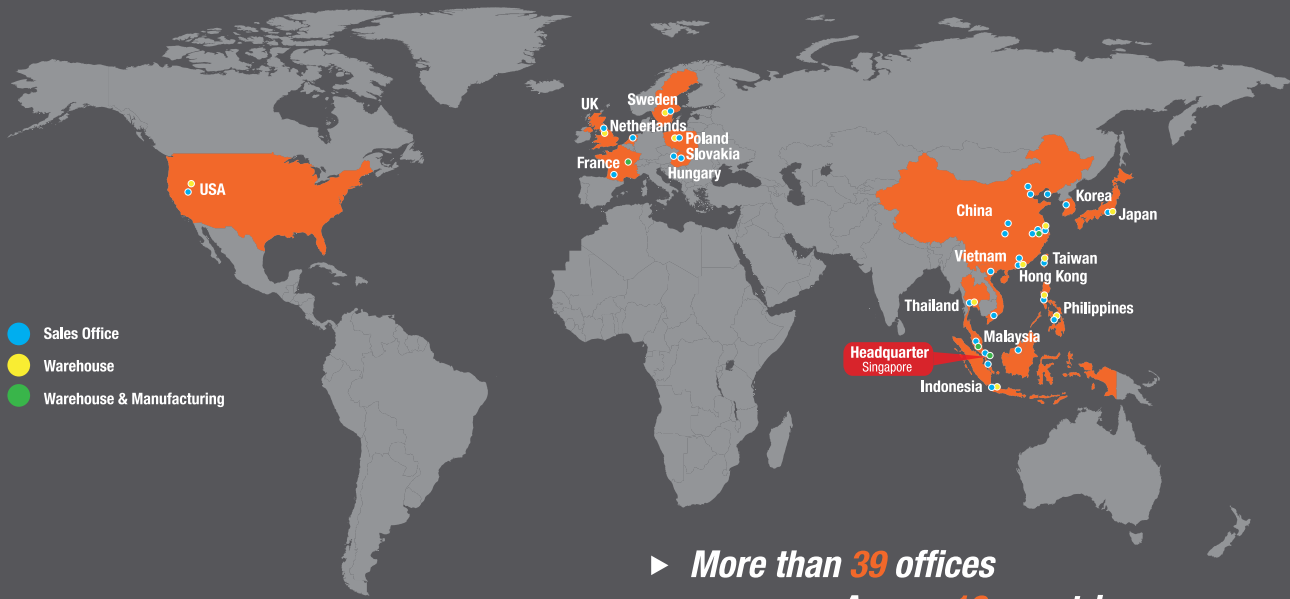 UK
Sweden
Netherlands
Poland
Slovakia
France
Hungary
USA
Korea
China
Japan
Vietnam
Taiwan
Hong Kong
Thailand
Philippines
Malaysia
Headquarter
Singapore
Indonesia
Sales Office
Warehouse
Warehouse & Manufacturing
More than 39 offices